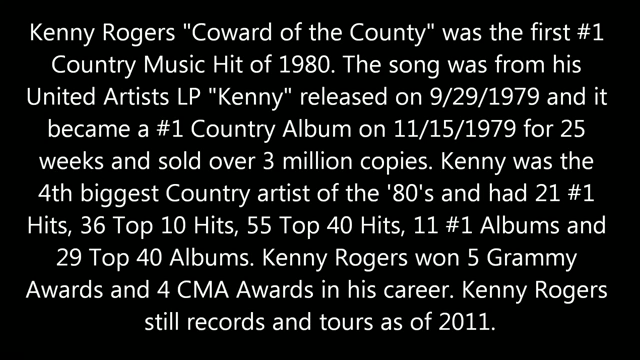 Kenny Rogers "Coward of the County" was the first #1
Country Music Hit of 1980. The song was from his
United Artists LP "Kenny" released on 9/29/1979 and it
became a #1 Country Album on 11/15/1979 for 25
weeks and sold over 3 million copies. Kenny was the
4th biggest Country artist of the '80's and had 21 #1
Hits, 36 Top 10 Hits, 55 Top 40 Hits, 11 #1 Albums and
29 Top 40 Albums. Kenny Rogers won 5 Grammy
Awards and 4 CMA Awards in his career. Kenny Rogers
still records and tours as of 2011.